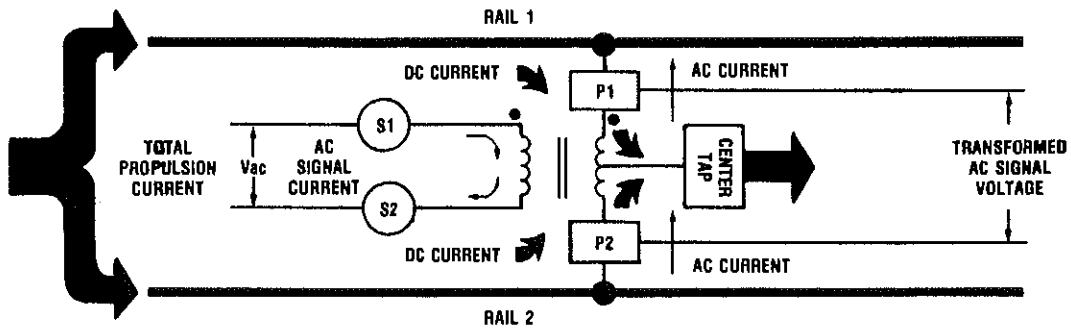 RAIL 1
DC CURRENT
AC CURRENT
P1
S1
TOTAL
PROPULSION
CURRENT
Vac
AC
SIGNAL
CURRENT
CENTER
TAP
TRANSFORMED
AC SIGNAL
VOLTAGE
S2
P2
DC CURRENT
AC CURRENT
RAIL 2